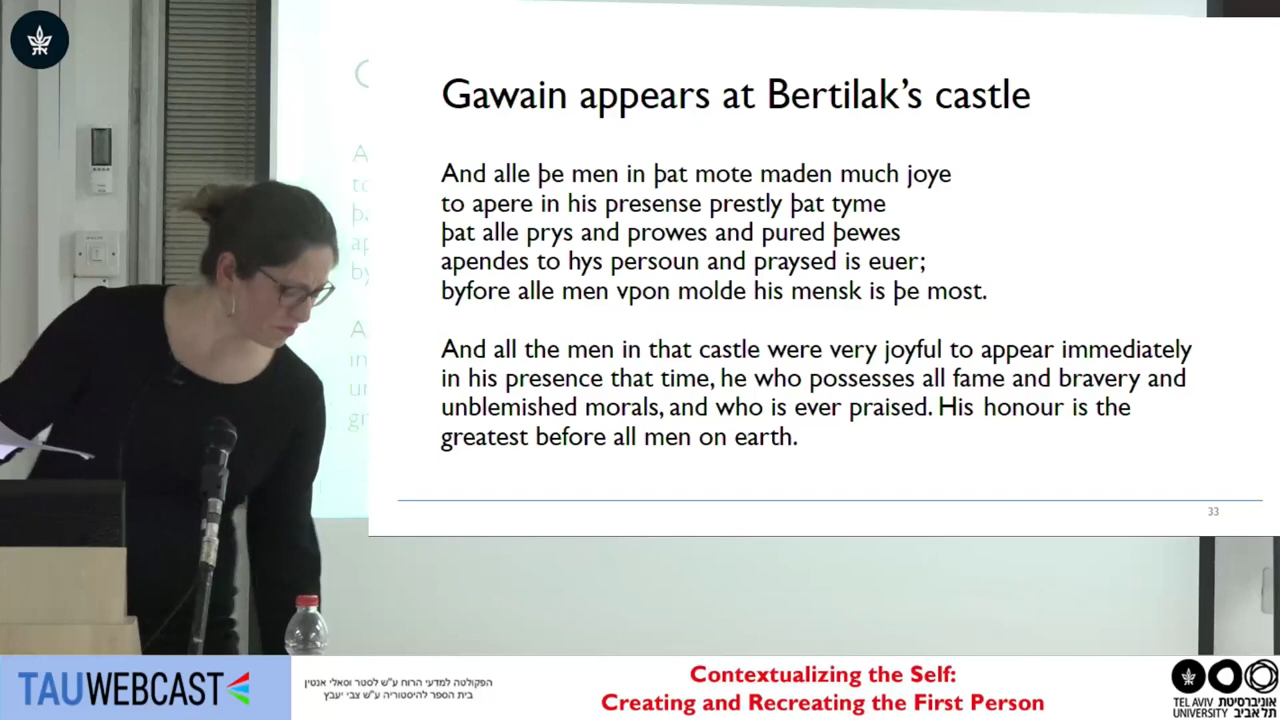 Gawain appears at Bertilak's castle
And alle þe men in þat mote maden much joye
to apere in his presense prestly þat tyme
þat alle prys and prowes and pured þewes
apendes to hys persoun and praysed is euer;
byfore alle men vpon molde his mensk is þe most.
And all the men in that castle were very joyful to appear immediately
in his presence that time, he who possesses all fame and bravery and
unblemished morals, and who is ever praised. His honour is the
greatest before all men on earth.
33
TAUWEBCAST
הפקולטה למדעי הרוח ע"ש לסטר וסאלי אנטין
בית הספר להיסטוריה ע"ש צבי יעבץ
Contextualizing the Self:
Creating and Recreating the First Person
TEL AVIV אוניברסיטת
UNIVERSITY תל אביב